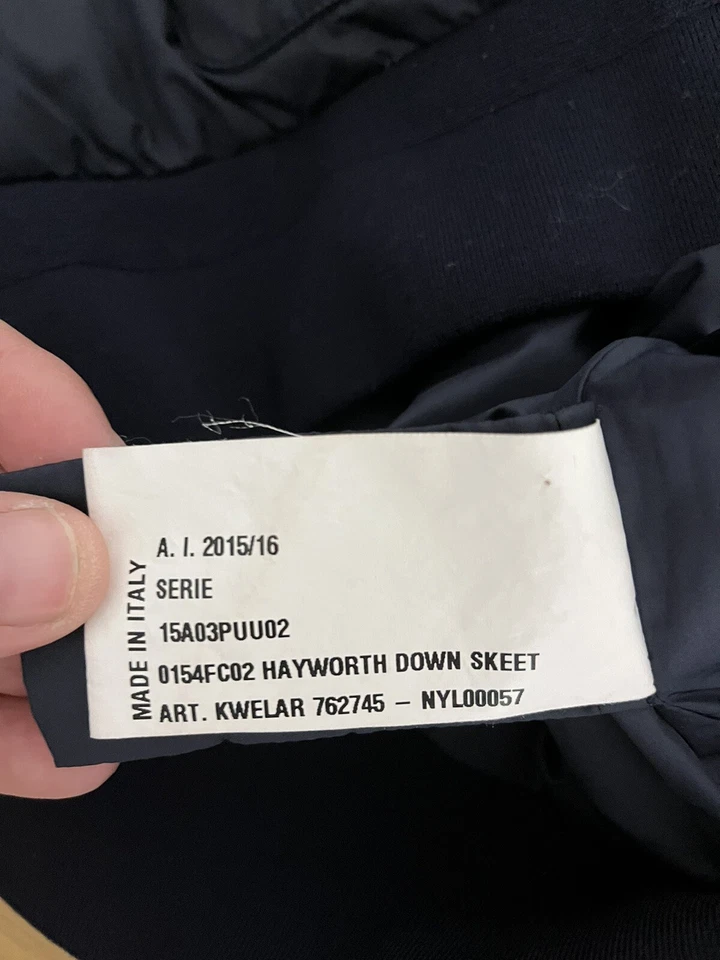 MADE IN ITALY
A. I. 2015/16
SERIE
15A03PUU02
0154FC02 HAYWORTH DOWN SKEET
ART. KWELAR 762745 – NYL00057